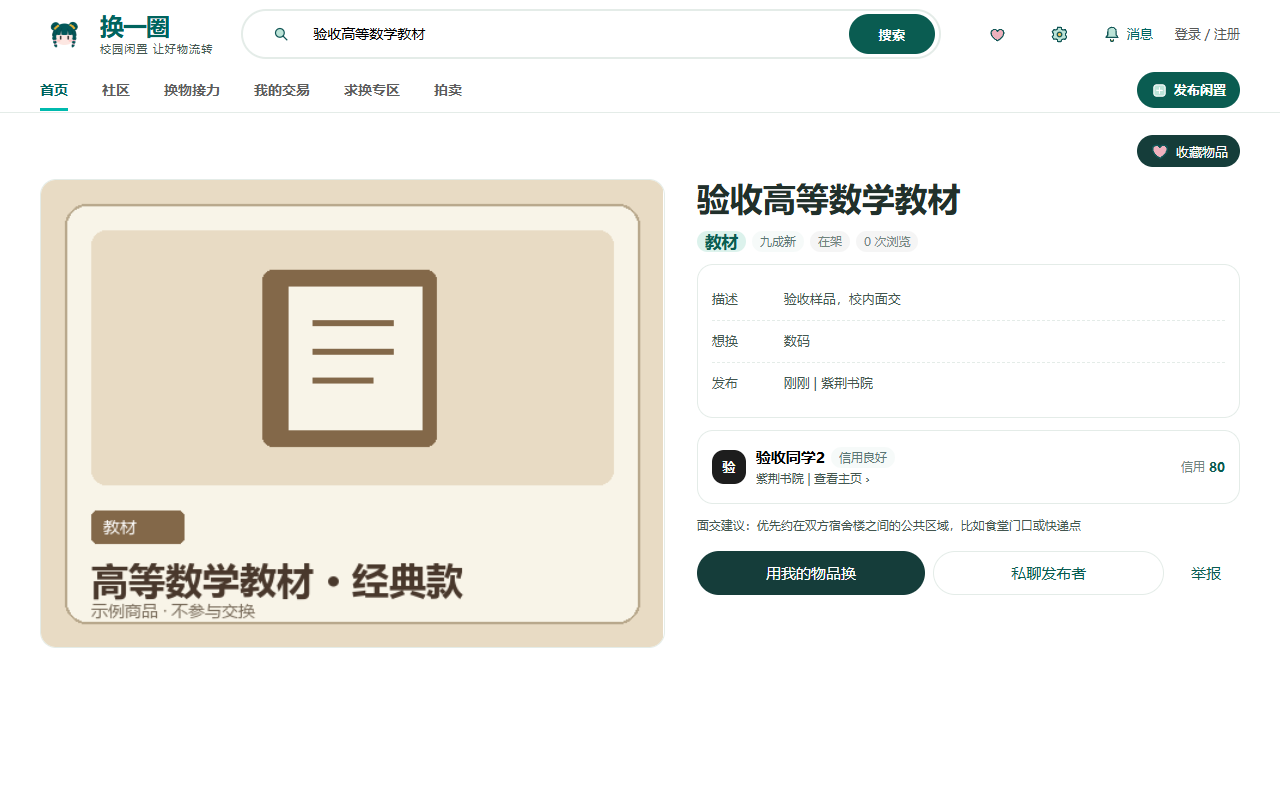 换一圈
校园闲置 让好物流转
验收高等数学教材
搜索
消息
登录 / 注册
首页
社区
换物接力
我的交易
求换专区
拍卖
发布闲置
收藏物品
教材
高等数学教材 · 经典款
示例商品 · 不参与交换
验收高等数学教材
教材
九成新
在架
0 次浏览
描述
验收样品，校内面交
想换
数码
发布
刚刚 | 紫荆书院
验
验收同学2
信用良好
紫荆书院 | 查看主页 ›
信用 80
面交建议：优先约在双方宿舍楼之间的公共区域，比如食堂门口或快递点
用我的物品换
私聊发布者
举报